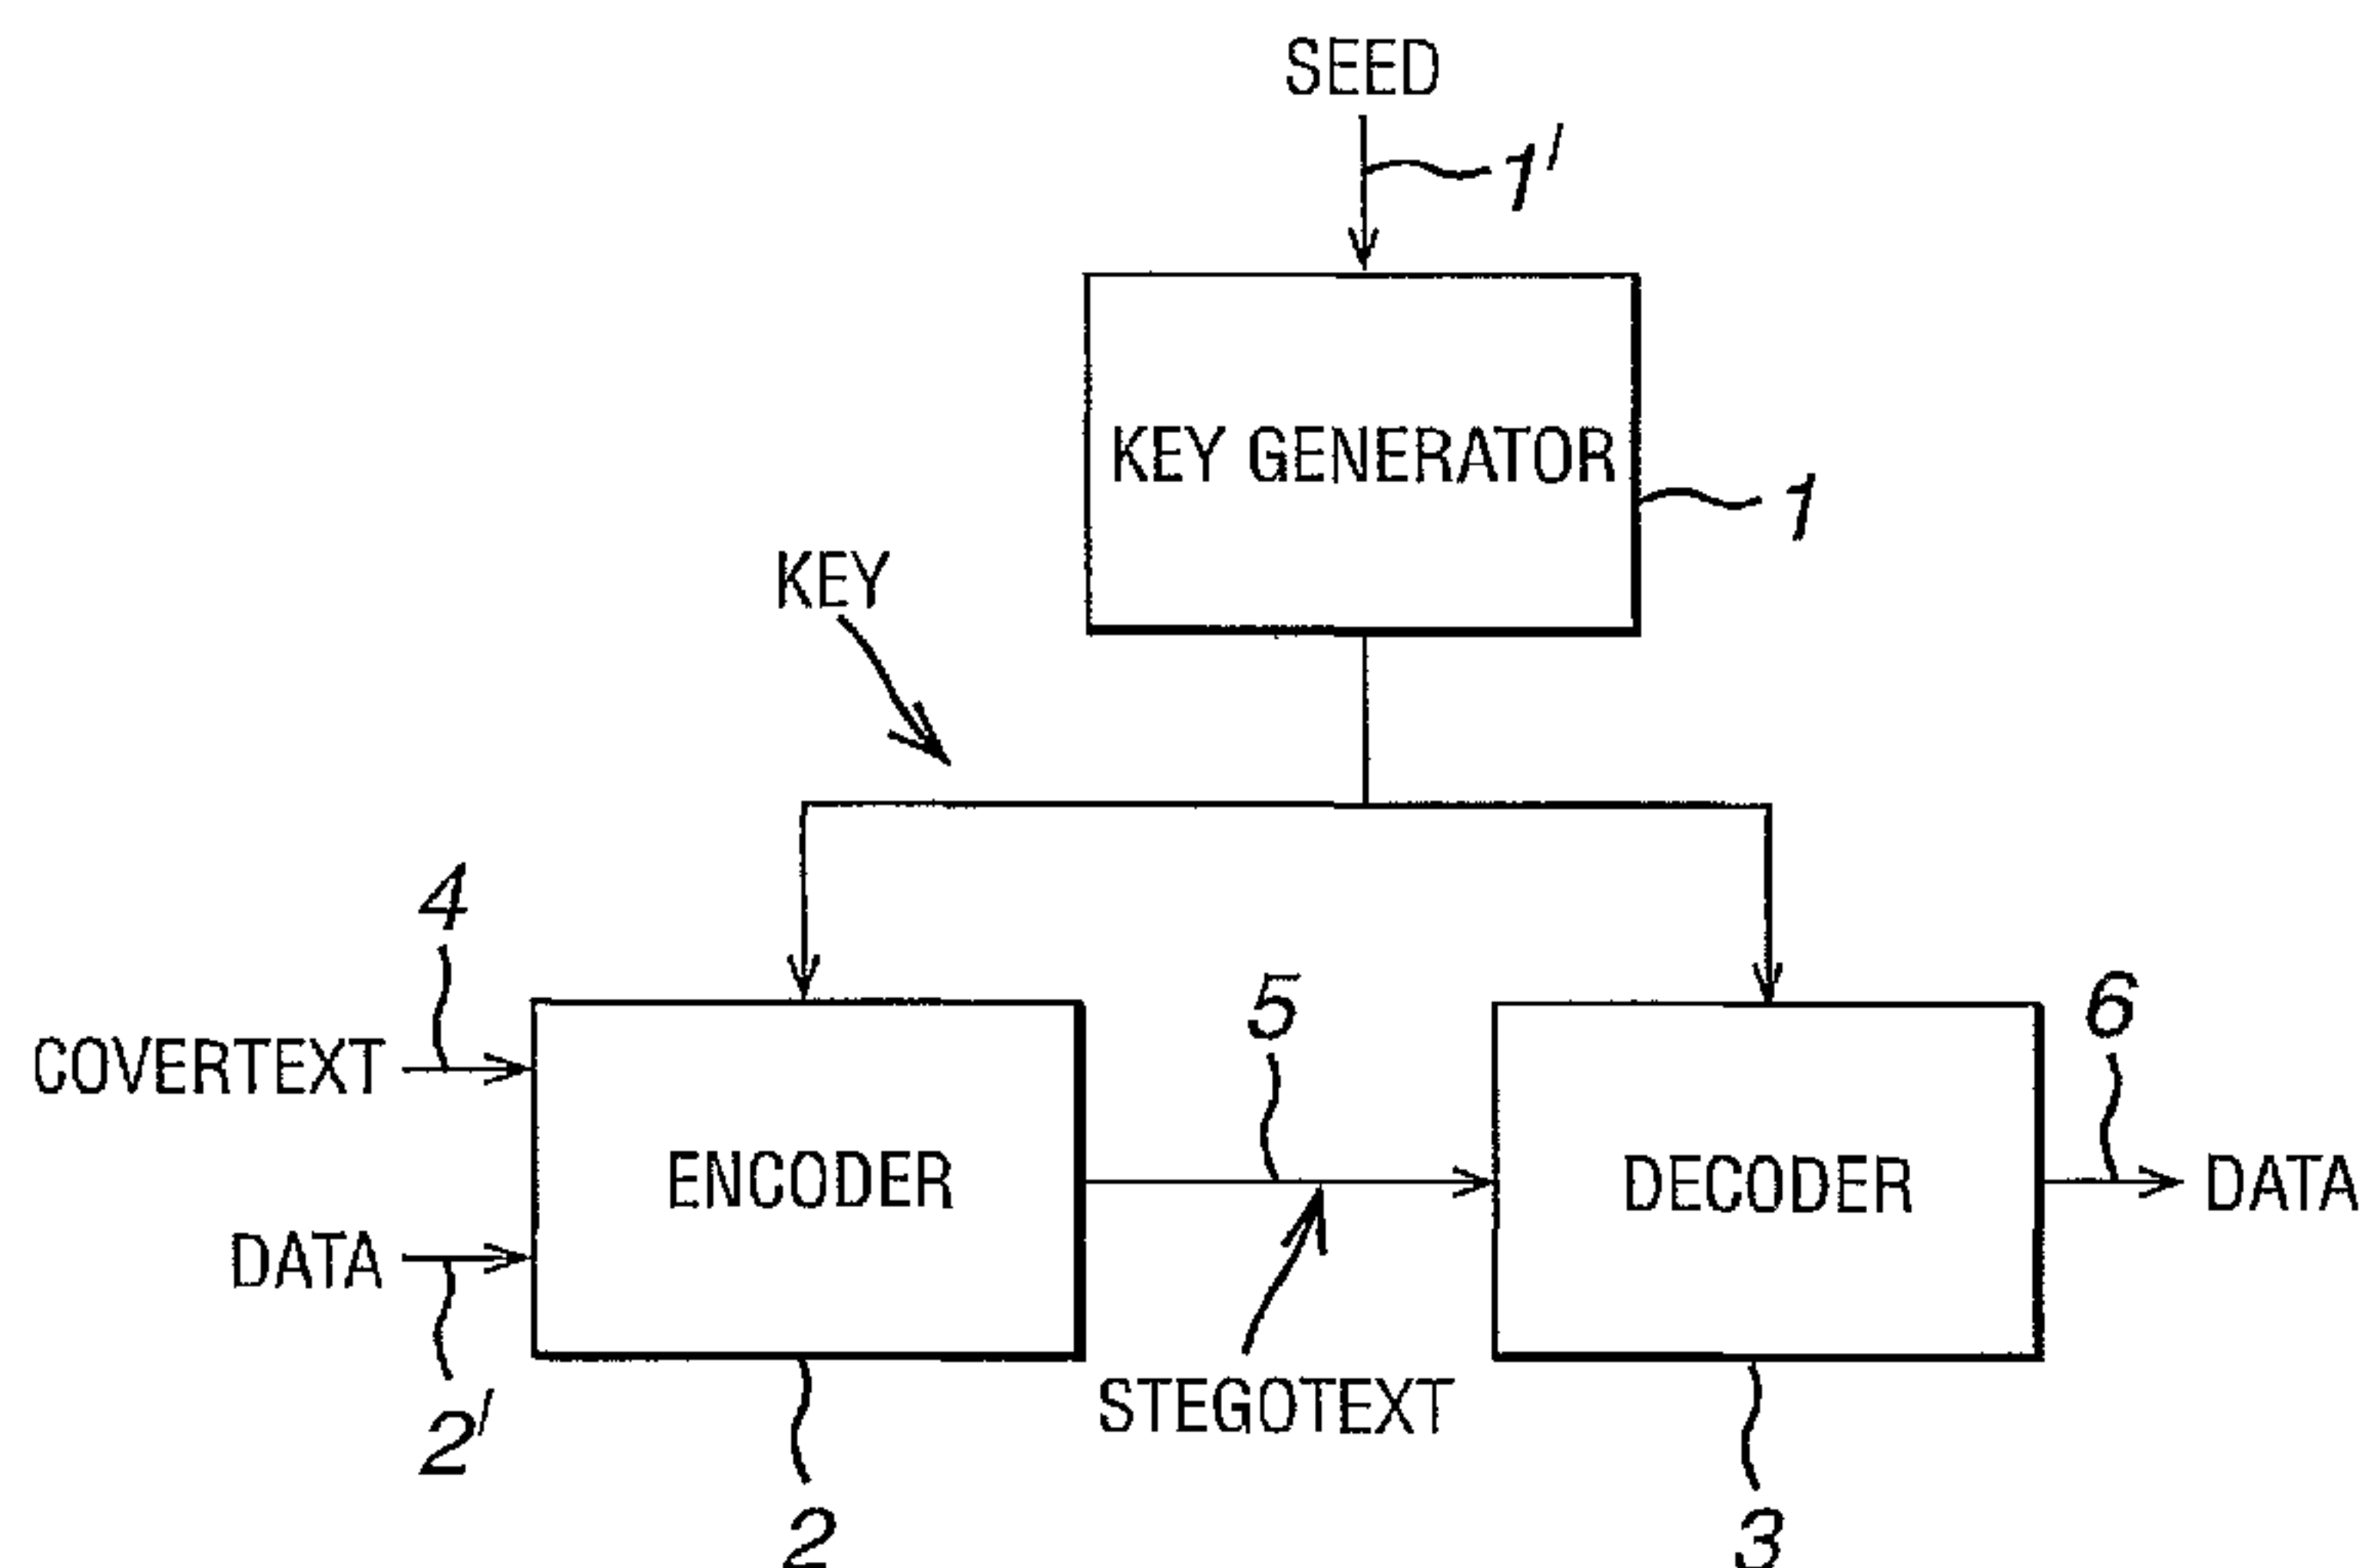 SEED
1'
KEY GENERATOR
1
KEY
4
5
6
COVERTEXT
ENCODER
DECODER
DATA
DATA
STEGOTEXT
2'
2
3